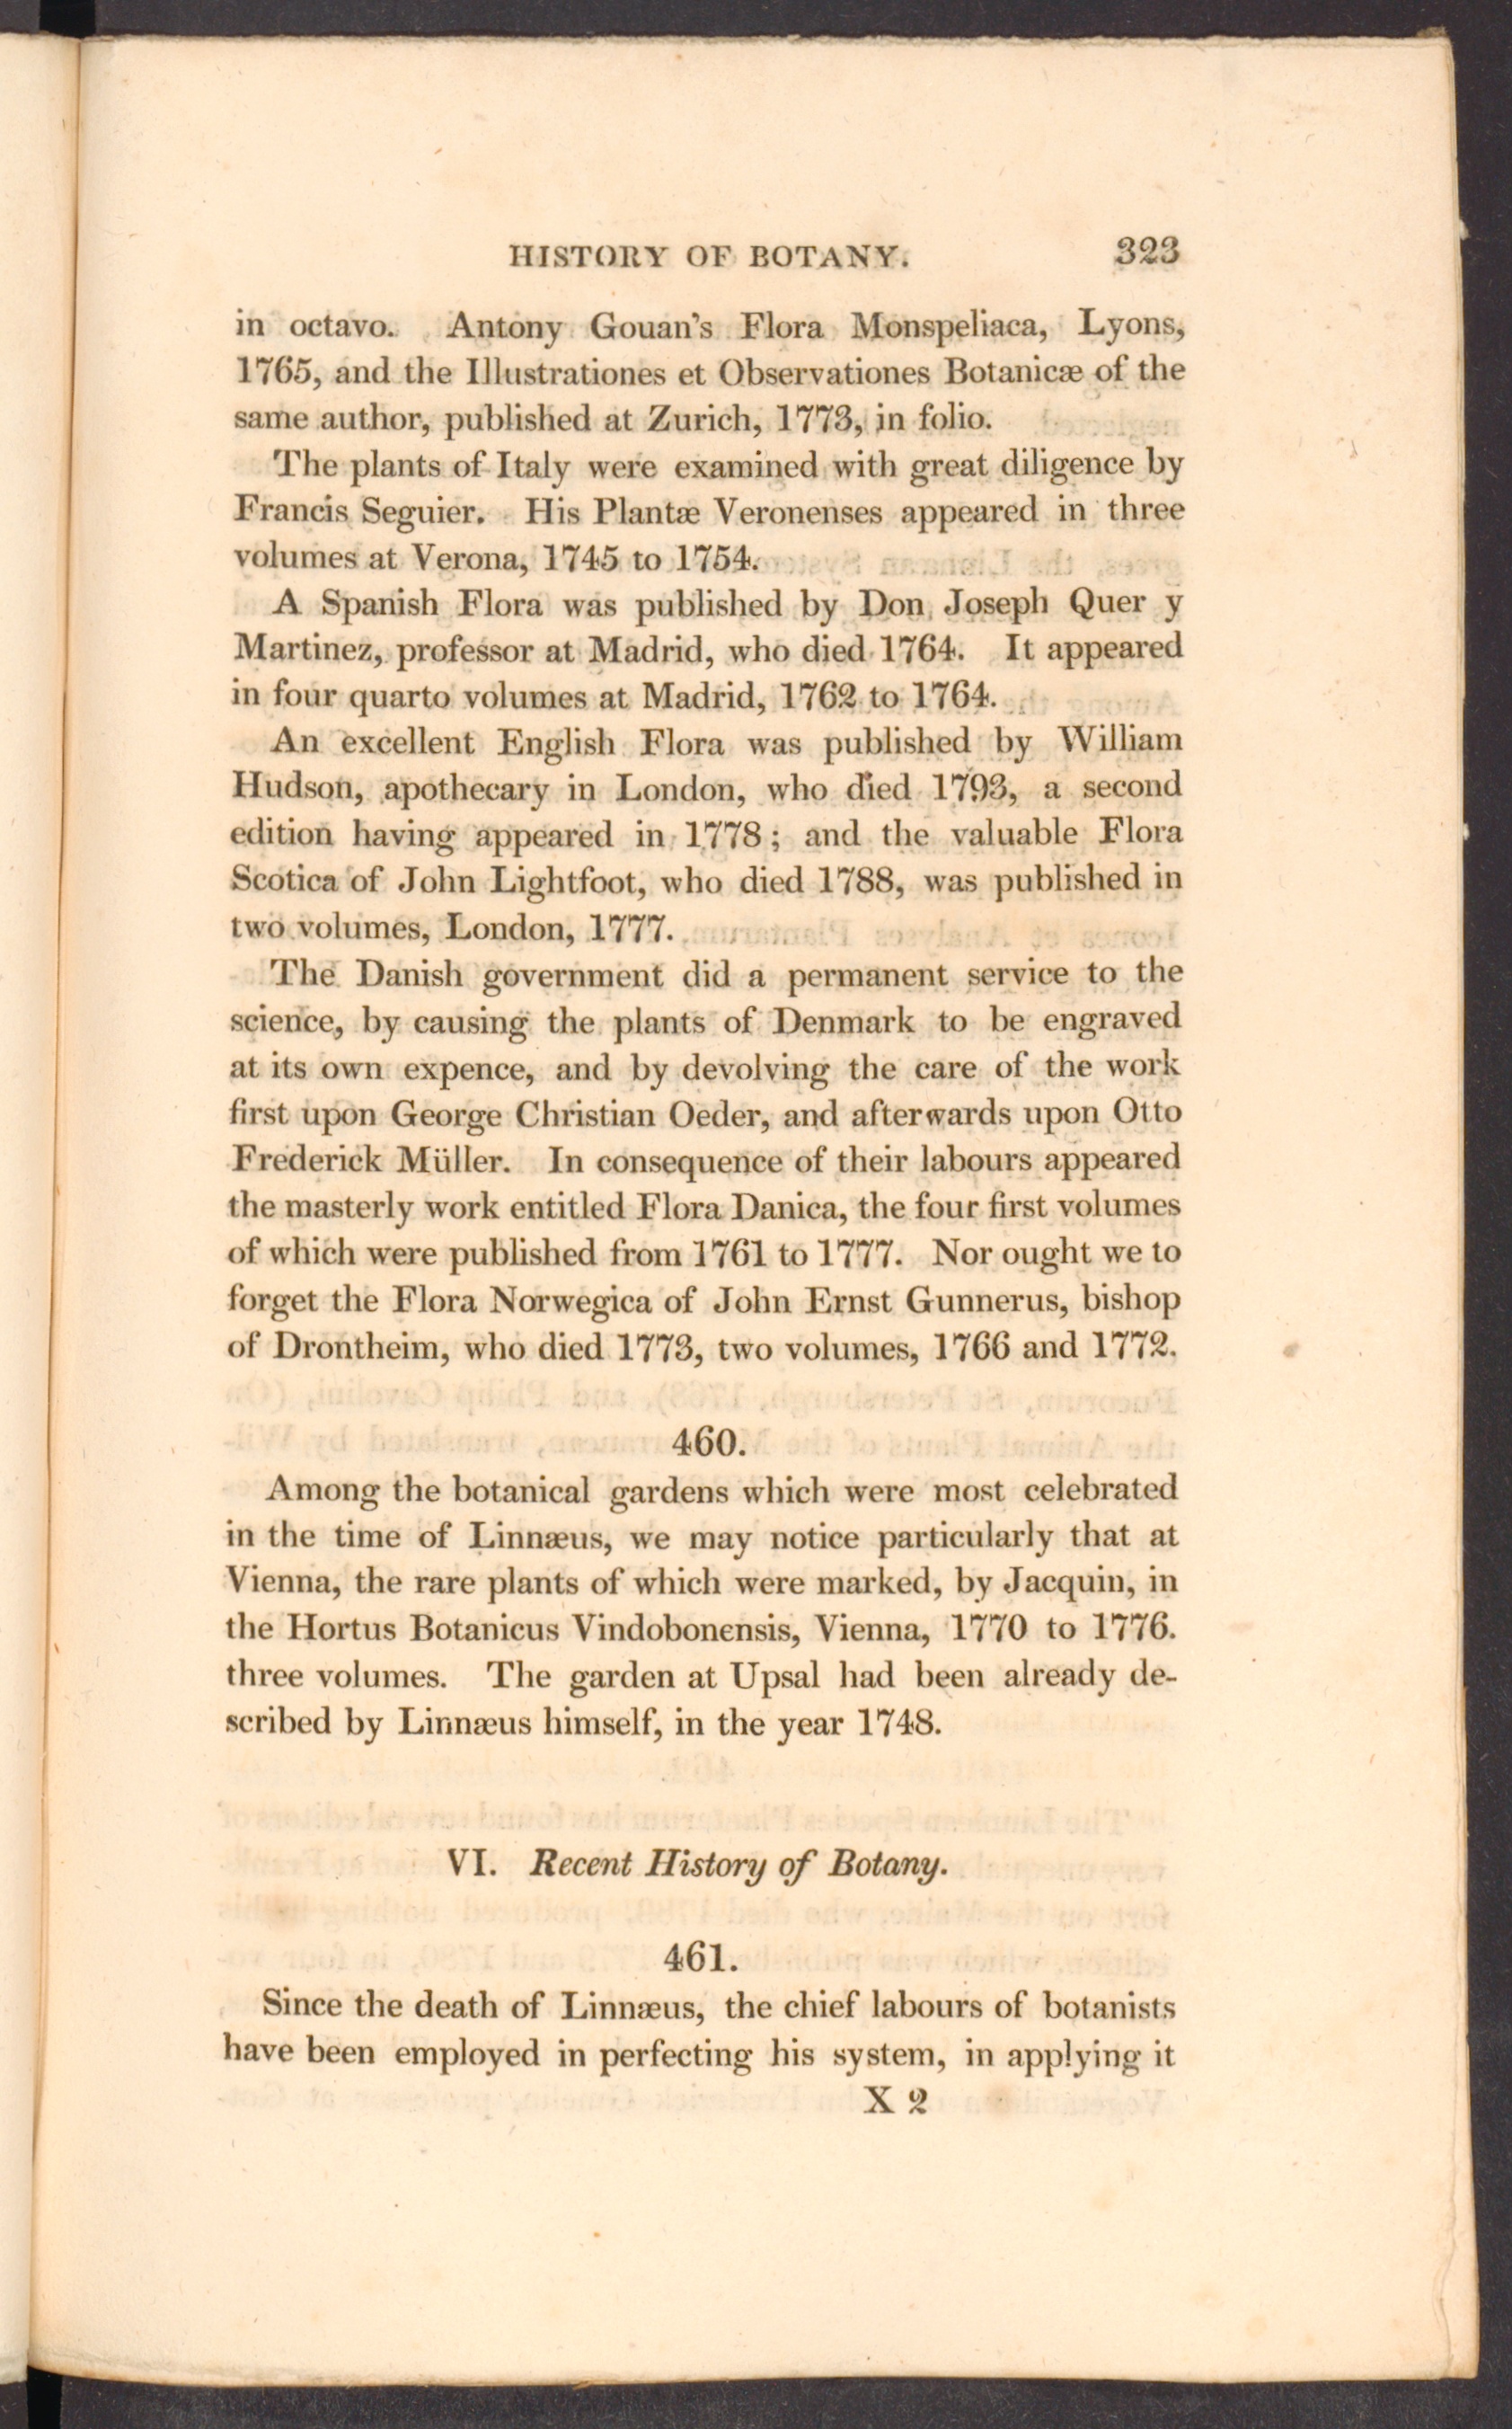 HISTORY OF BOTANY. 323
in octavo. Antony Gouan's Flora Monspeliaca, Lyons,
1765, and the Illustrationes et Observationes Botanicæ of the
same author, published at Zurich, 1773, in folio.
The plants of Italy were examined with great diligence by
Francis Seguier. His Plantæ Veronenses appeared in three
volumes at Verona, 1745 to 1754.
A Spanish Flora was published by Don Joseph Quer y
Martinez, professor at Madrid, who died 1764. It appeared
in four quarto volumes at Madrid, 1762 to 1764.
An excellent English Flora was published by William
Hudson, apothecary in London, who died 1793, a second
edition having appeared in 1778; and the valuable Flora
Scotica of John Lightfoot, who died 1788, was published in
two volumes, London, 1777.
The Danish government did a permanent service to the
science, by causing the plants of Denmark to be engraved
at its own expence, and by devolving the care of the work
first upon George Christian Oeder, and afterwards upon Otto
Frederick Müller. In consequence of their labours appeared
the masterly work entitled Flora Danica, the four first volumes
of which were published from 1761 to 1777. Nor ought we to
forget the Flora Norwegica of John Ernst Gunnerus, bishop
of Drontheim, who died 1773, two volumes, 1766 and 1772.
460.
Among the botanical gardens which were most celebrated
in the time of Linnæus, we may notice particularly that at
Vienna, the rare plants of which were marked, by Jacquin, in
the Hortus Botanicus Vindobonensis, Vienna, 1770 to 1776.
three volumes. The garden at Upsal had been already de-
scribed by Linnæus himself, in the year 1748.
VI. Recent History of Botany.
461.
Since the death of Linnæus, the chief labours of botanists
have been employed in perfecting his system, in applying it
X 2